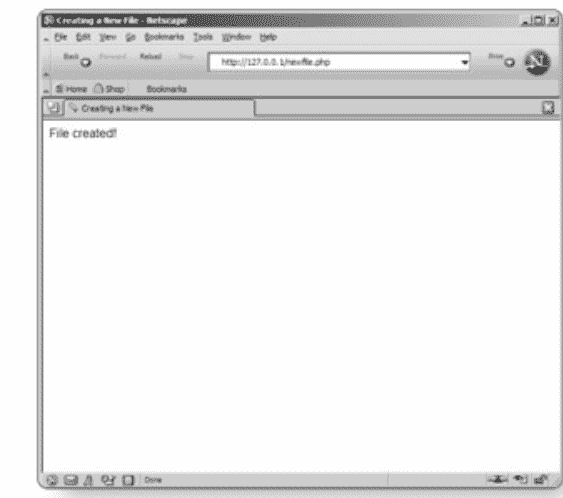 Creating a New File - Netscape
File Edit View Go Bookmarks Tools Window Help
Back Forward Reload Stop http://127.0.0.1/newfile.php Print N
Home Shop Bookmarks
Creating a New File
File created!
Done